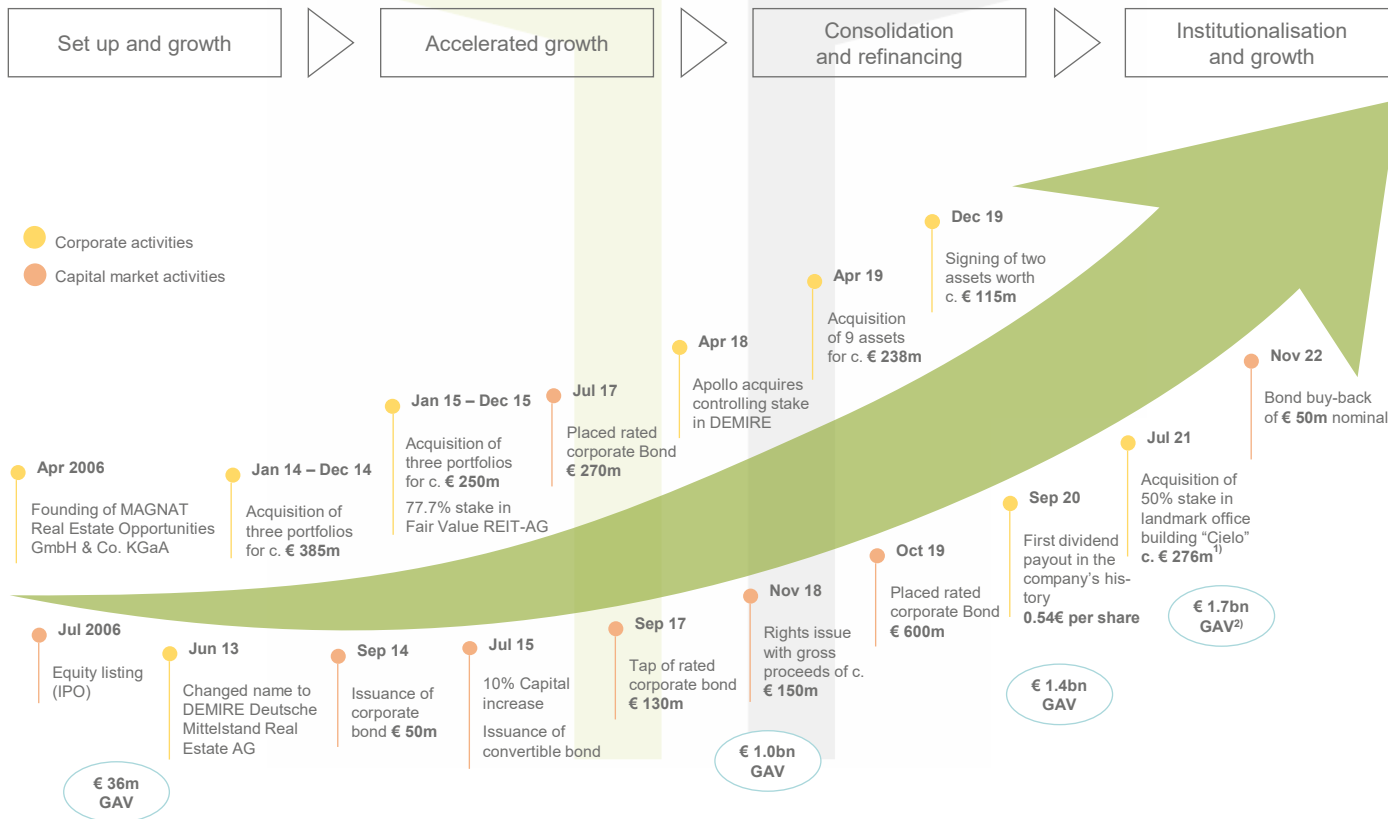 Set up and growth
Accelerated growth
Consolidation
and refinancing
Institutionalisation
and growth
Corporate activities
Capital market activities
Dec 19
Signing of two
assets worth
c. € 115m
Apr 19
Acquisition
of 9 assets
for c. € 238m
Apr 18
Apollo acquires
controlling stake
in DEMIRE
Jul 17
Placed rated
corporate Bond
€ 270m
Jan 15 – Dec 15
Acquisition of
three portfolios
for c. € 250m
77.7% stake in
Fair Value REIT-AG
Jan 14 – Dec 14
Acquisition of
three portfolios
for c. € 385m
Apr 2006
Founding of MAGNAT
Real Estate Opportunities
GmbH & Co. KGaA
Nov 22
Bond buy-back
of € 50m nominal
Jul 21
Acquisition of
50% stake in
landmark office
building “Cielo”
c. € 276m1)
Sep 20
First dividend
payout in the
company’s his-
tory
0.54€ per share
Oct 19
Placed rated
corporate Bond
€ 600m
Nov 18
Rights issue
with gross
proceeds of c.
€ 150m
Sep 17
Tap of rated
corporate bond
€ 130m
Jul 15
10% Capital
increase
Issuance of
convertible bond
Sep 14
Issuance of
corporate
bond € 50m
Jun 13
Changed name to
DEMIRE Deutsche
Mittelstand Real
Estate AG
Jul 2006
Equity listing
(IPO)
€ 36m
GAV
€ 1.0bn
GAV
€ 1.4bn
GAV
€ 1.7bn
GAV2)